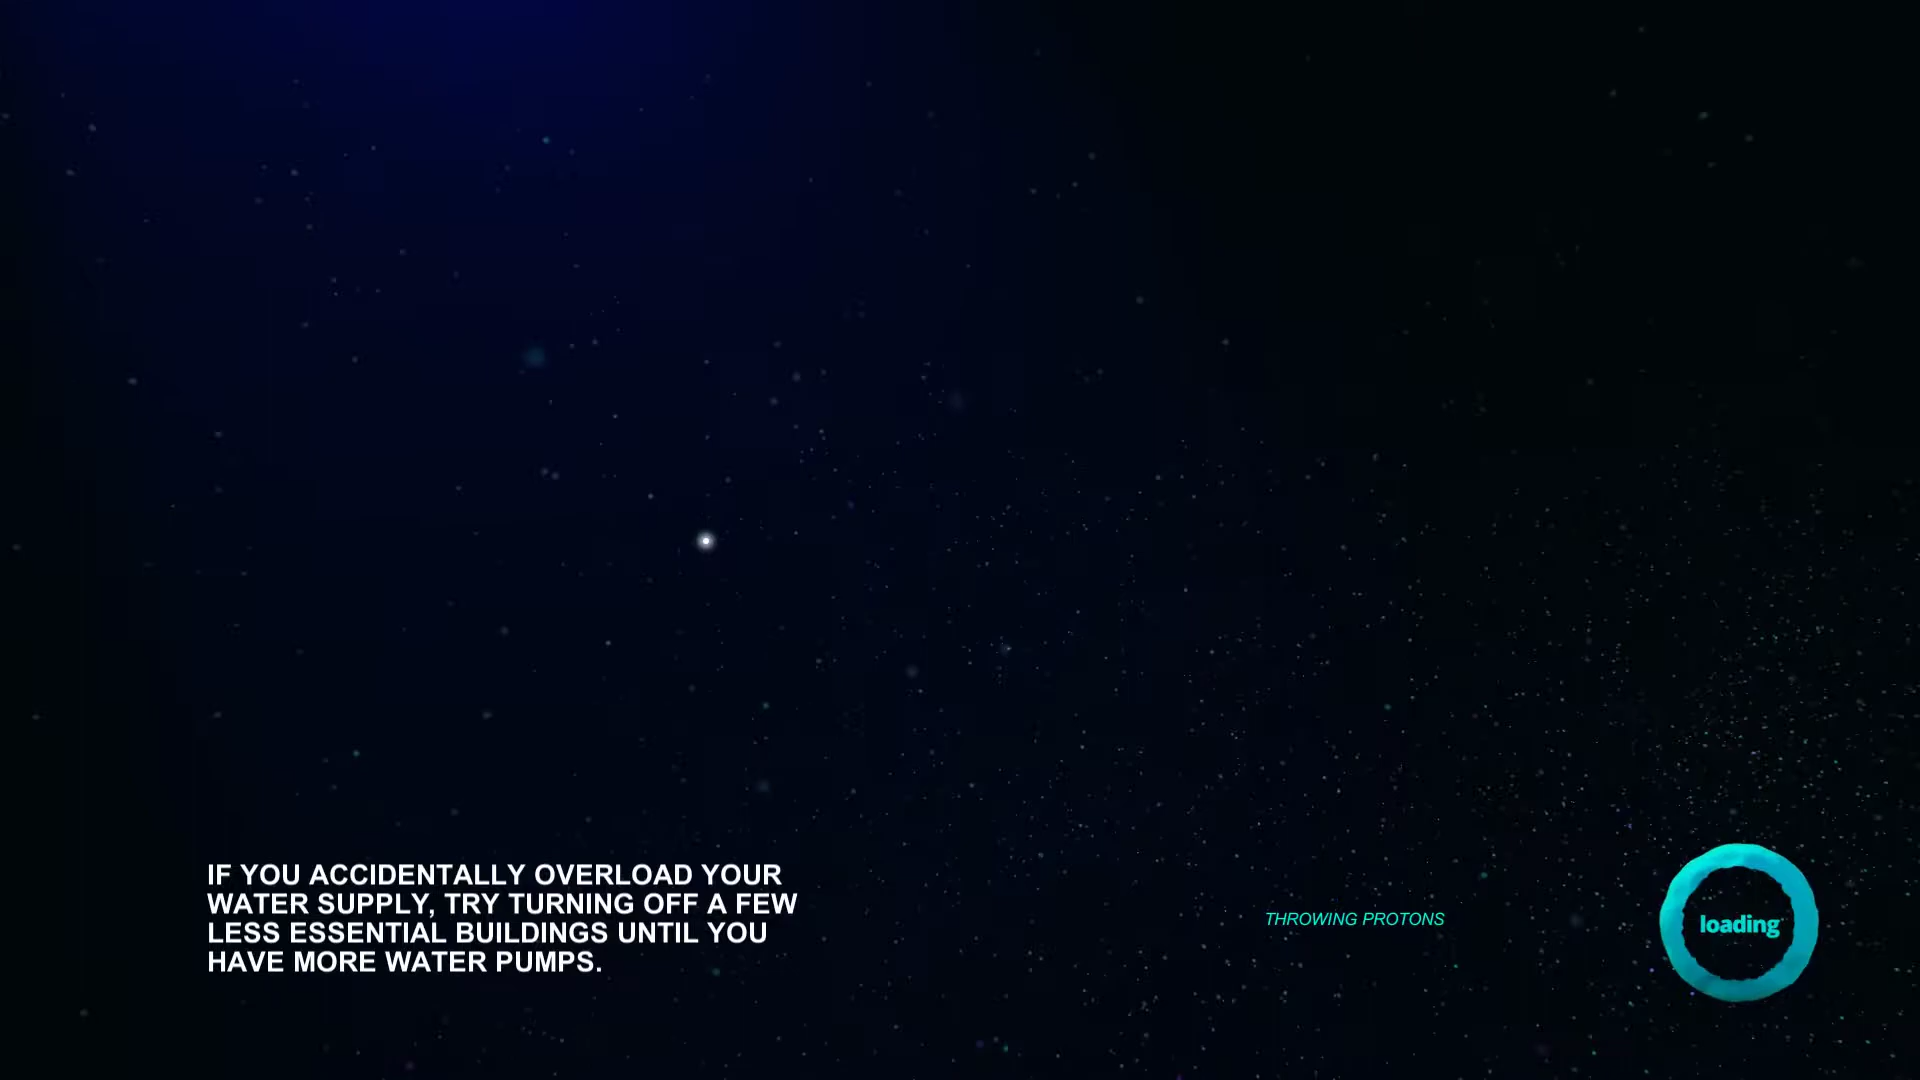 IF YOU ACCIDENTALLY OVERLOAD YOUR
WATER SUPPLY, TRY TURNING OFF A FEW
LESS ESSENTIAL BUILDINGS UNTIL YOU
HAVE MORE WATER PUMPS.
THROWING PROTONS
loading